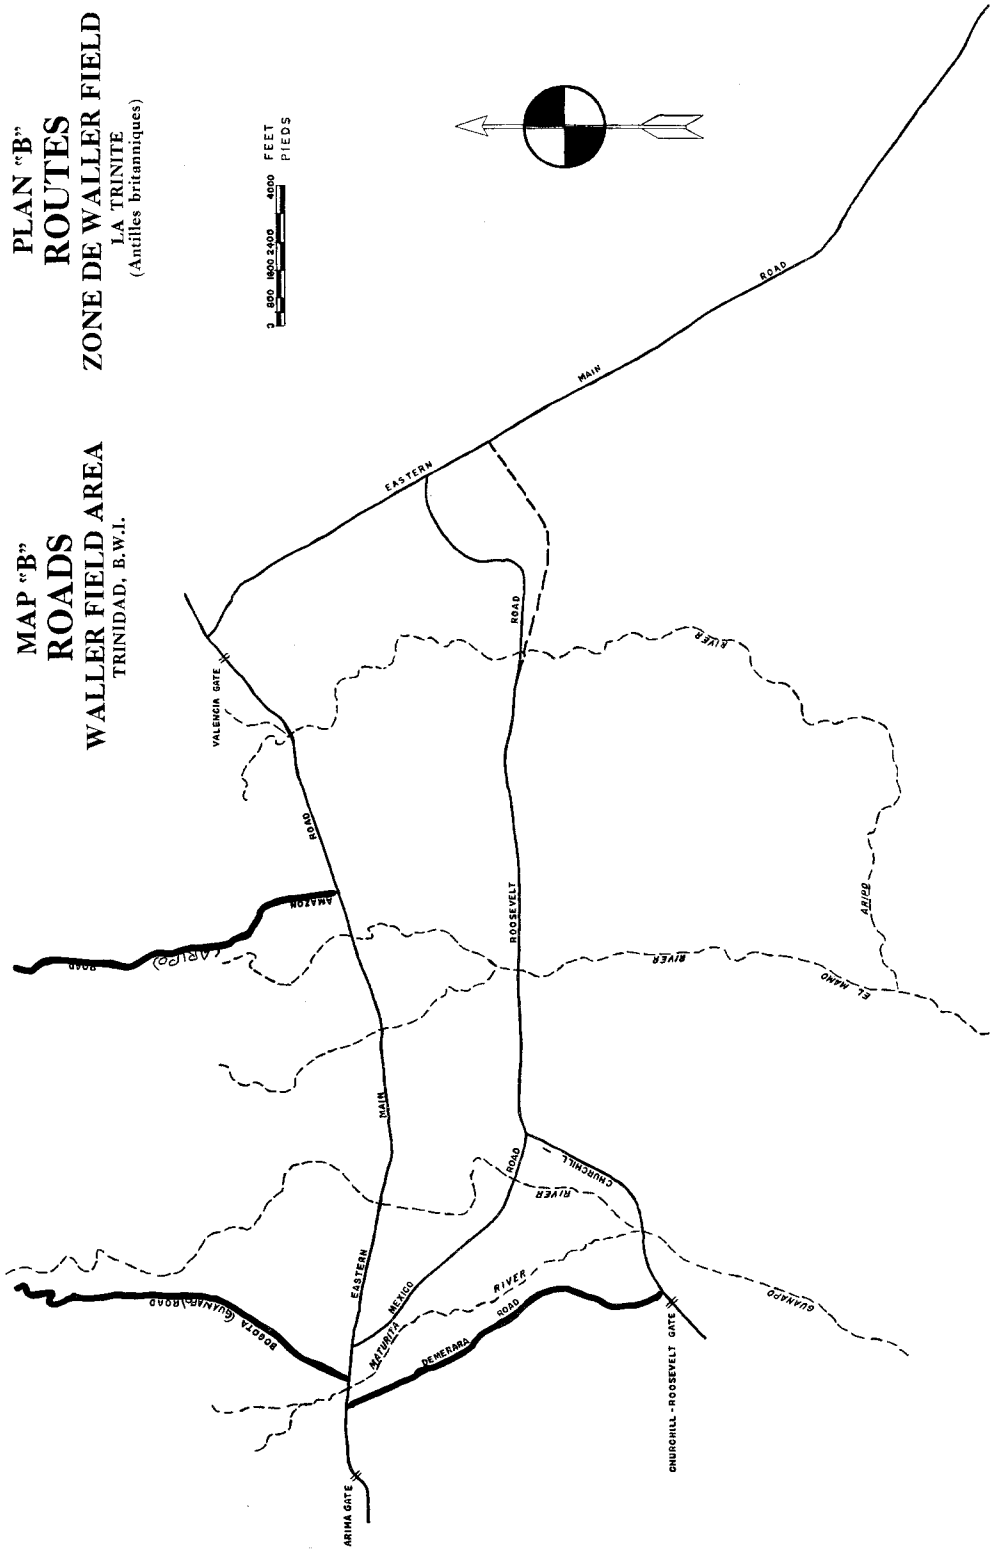 MAP “B”
ROADS
WALLER FIELD AREA
TRINIDAD, B.W.I.
PLAN “B”
ROUTES
ZONE DE WALLER FIELD
LA TRINITE
(Antilles britanniques)
0 800 1600 2400 4000
FEET
PIEDS
ARIMA GATE
EASTERN
MAIN
ROAD
VALENCIA GATE
EASTERN
MAIN
ROAD
BOGOTA (GUANAPO) ROAD
AMAZON
(ARIPO)
ROAD
MATURITA
RIVER
DEMERARA
ROAD
MEXICO
ROAD
ROOSEVELT
ROAD
CHURCHILL
CHURCHILL-ROOSEVELT GATE
GUANAPO
RIVER
EL MAMO
RIVER
ARIPO
RIVER